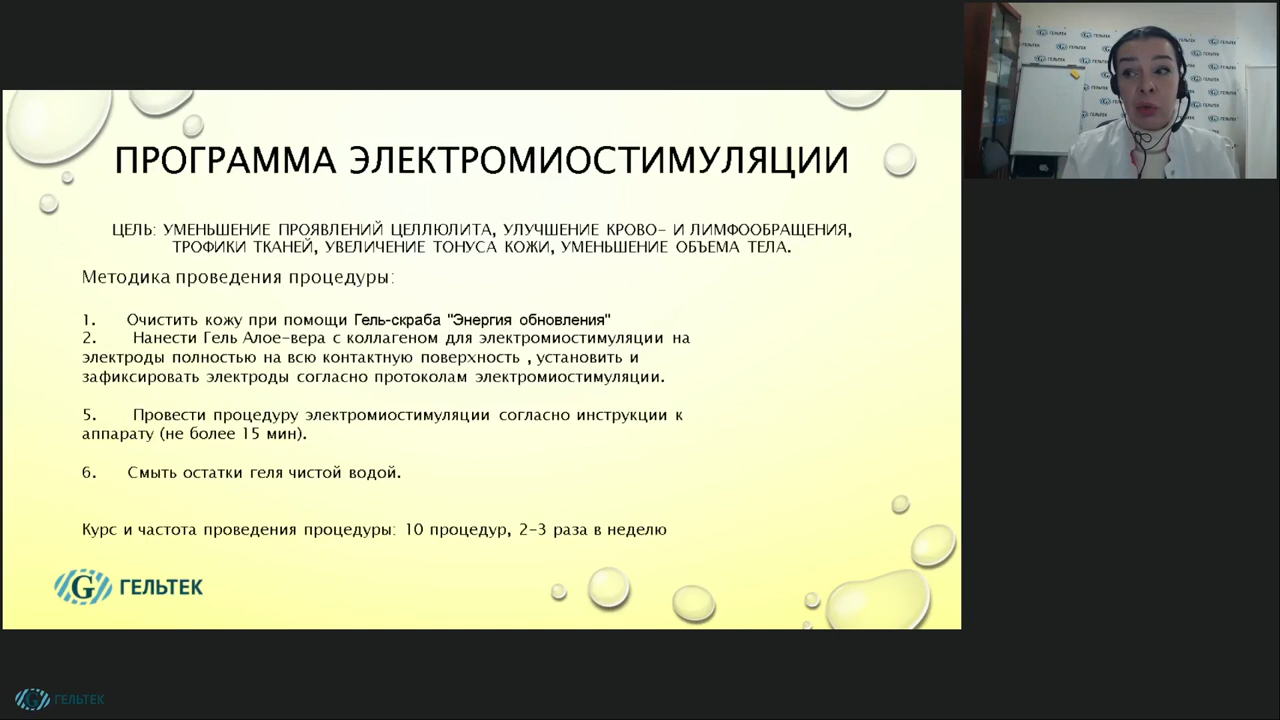 ПРОГРАММА ЭЛЕКТРОМИОСТИМУЛЯЦИИ
ЦЕЛЬ: УМЕНЬШЕНИЕ ПРОЯВЛЕНИЙ ЦЕЛЛЮЛИТА, УЛУЧШЕНИЕ КРОВО- И ЛИМФООБРАЩЕНИЯ,
ТРОФИКИ ТКАНЕЙ, УВЕЛИЧЕНИЕ ТОНУСА КОЖИ, УМЕНЬШЕНИЕ ОБЪЕМА ТЕЛА.
Методика проведения процедуры:
1. Очистить кожу при помощи Гель-скраба "Энергия обновления"
2. Нанести Гель Алое-вера с коллагеном для электромиостимуляции на
электроды полностью на всю контактную поверхность , установить и
зафиксировать электроды согласно протоколам электромиостимуляции.
5. Провести процедуру электромиостимуляции согласно инструкции к
аппарату (не более 15 мин).
6. Смыть остатки геля чистой водой.
Курс и частота проведения процедуры: 10 процедур, 2-3 раза в неделю
G ГЕЛЬТЕК
G ГЕЛЬТЕК